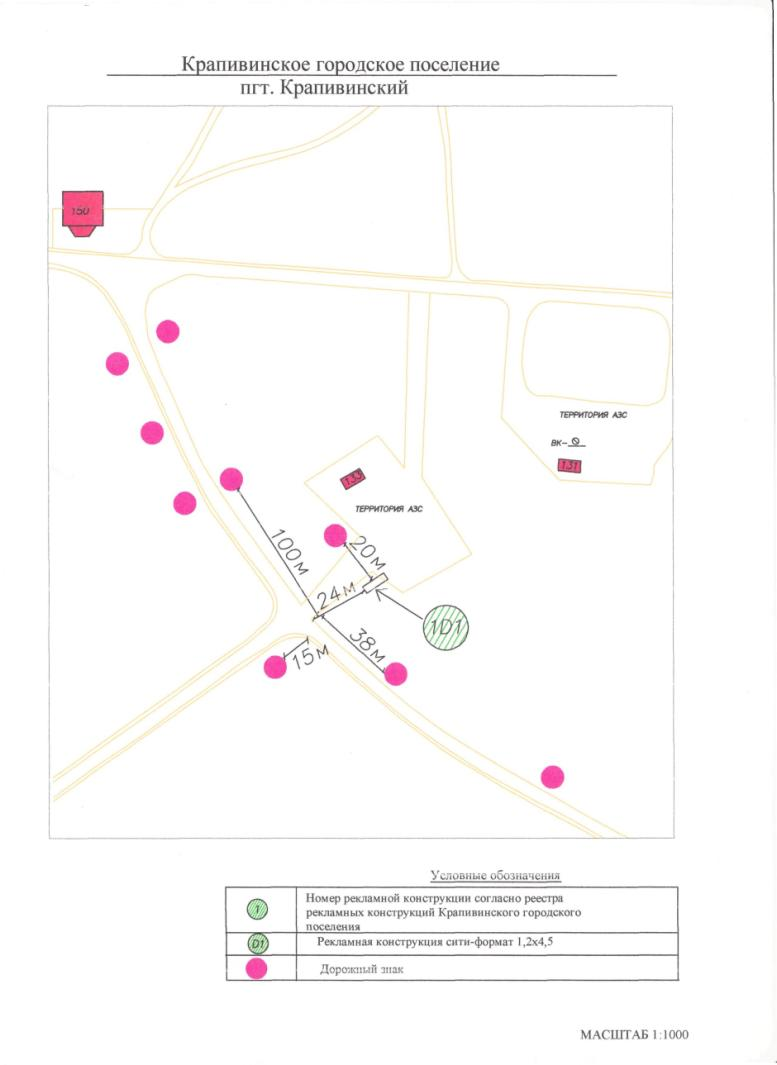 Крапивинское городское поселение
пгт. Крапивинский
150
ТЕРРИТОРИЯ АЗС
ВК-
131
133
ТЕРРИТОРИЯ АЗС
100м
20м
24м
1D1
38м
15м
Условные обозначения
1
Номер рекламной конструкции согласно реестра
рекламных конструкций Крапивинского городского
поселения
D1
Рекламная конструкция сити-формат 1,2х4,5
Дорожный знак
МАСШТАБ 1:1000